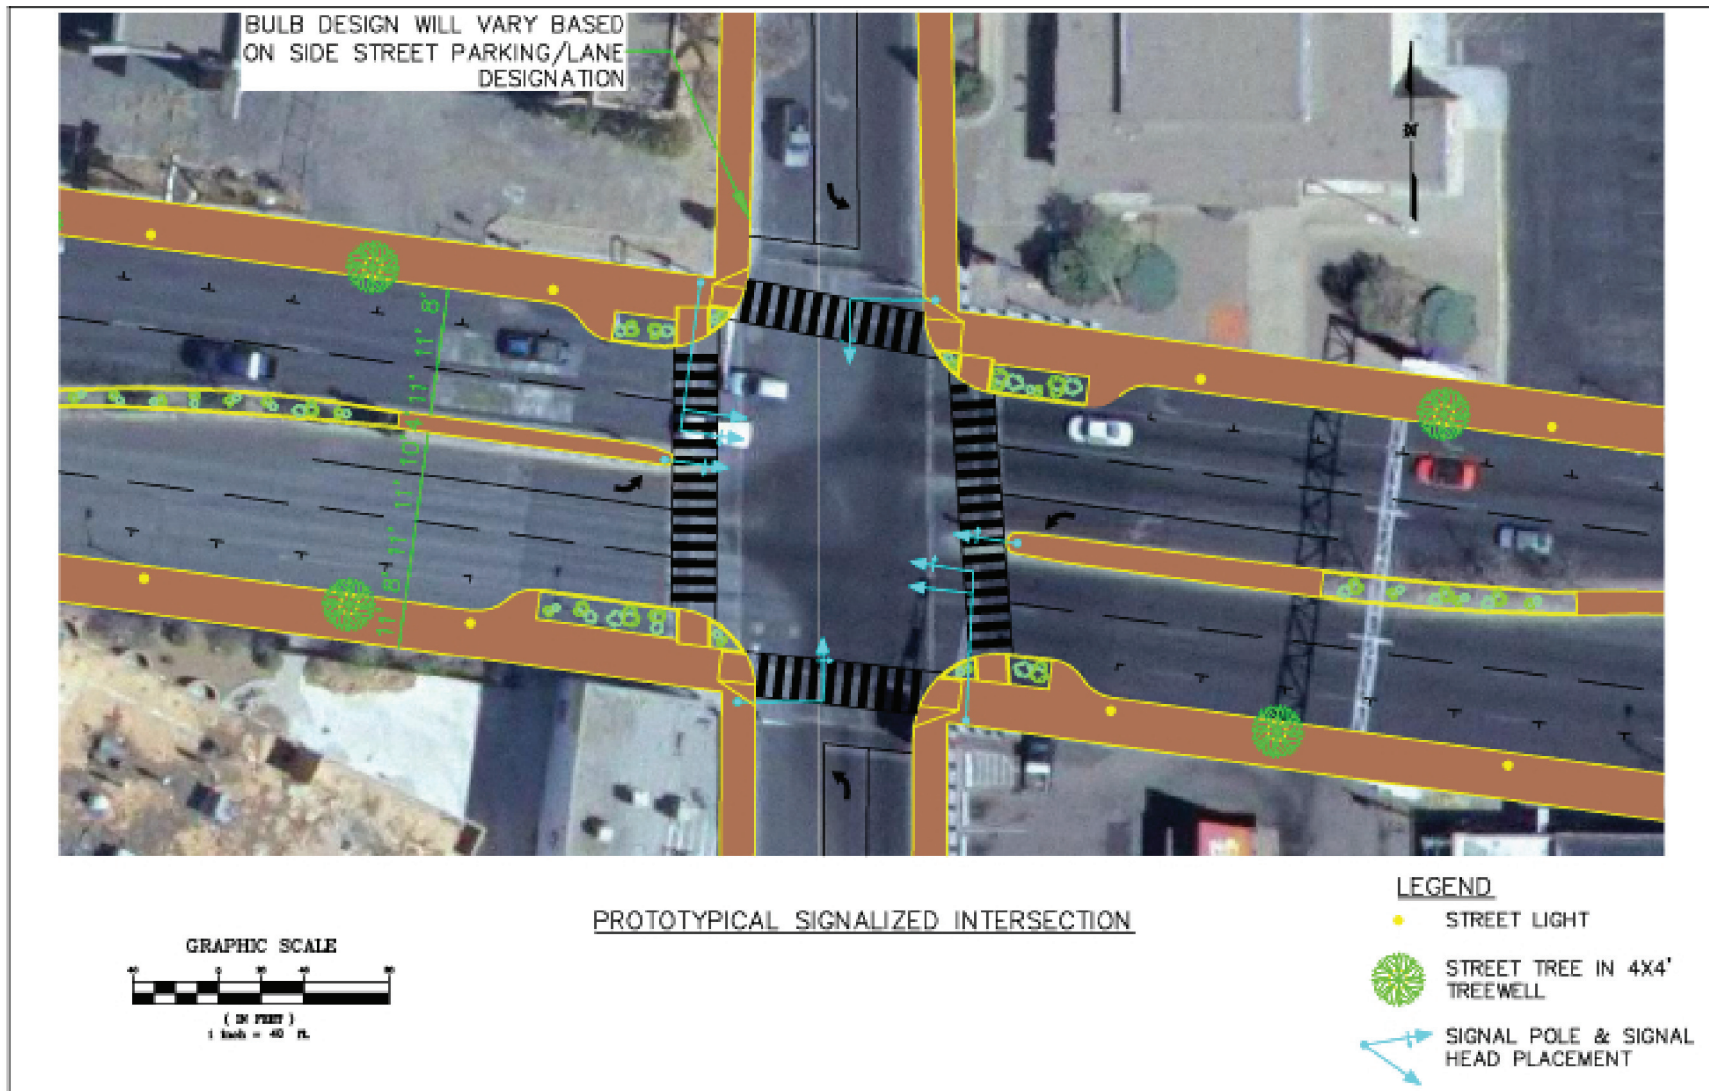 BULB DESIGN WILL VARY BASED
ON SIDE STREET PARKING/LANE
DESIGNATION
N
8'
11'
11'
4'
10'
11'
11'
8'
11'
PROTOTYPICAL SIGNALIZED INTERSECTION
GRAPHIC SCALE
40 0 20 40 80
( IN FEET )
1 inch = 40 ft.
LEGEND
STREET LIGHT
STREET TREE IN 4X4'
TREEWELL
SIGNAL POLE & SIGNAL
HEAD PLACEMENT